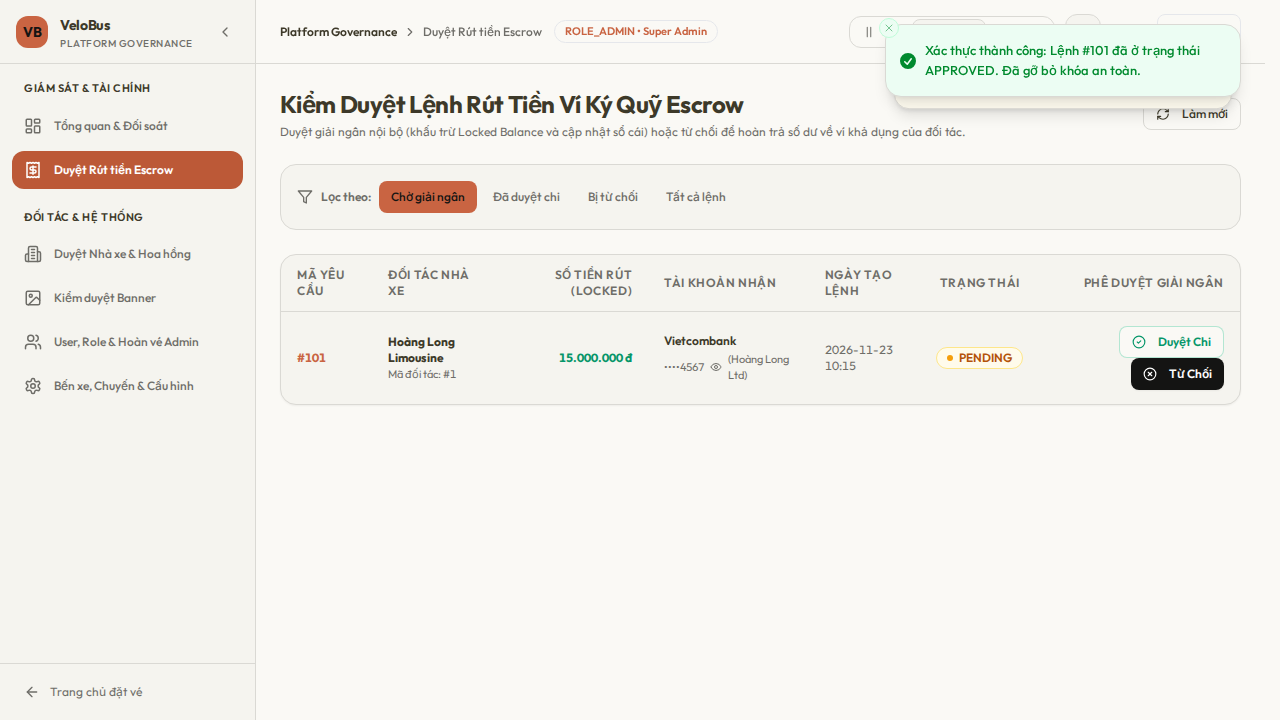 VB
VeloBus
PLATFORM GOVERNANCE
GIÁM SÁT & TÀI CHÍNH
Tổng quan & Đối soát
Duyệt Rút tiền Escrow
ĐỐI TÁC & HỆ THỐNG
Duyệt Nhà xe & Hoa hồng
Kiểm duyệt Banner
User, Role & Hoàn vé Admin
Bến xe, Chuyến & Cấu hình
Trang chủ đặt vé
Platform Governance > Duyệt Rút tiền Escrow
ROLE_ADMIN • Super Admin
Xác thực thành công: Lệnh #101 đã ở trạng thái
APPROVED. Đã gỡ bỏ khóa an toàn.
Kiểm Duyệt Lệnh Rút Tiền Ví Ký Quỹ Escrow
Duyệt giải ngân nội bộ (khấu trừ Locked Balance và cập nhật sổ cái) hoặc từ chối để hoàn trả số dư về ví khả dụng của đối tác.
Làm mới
Lọc theo:
Chờ giải ngân
Đã duyệt chi
Bị từ chối
Tất cả lệnh
MÃ YÊU
CẦU
ĐỐI TÁC NHÀ
XE
SỐ TIỀN RÚT
(LOCKED)
TÀI KHOẢN NHẬN
NGÀY TẠO
LỆNH
TRẠNG THÁI
PHÊ DUYỆT GIẢI NGÂN
#101
Hoàng Long
Limousine
Mã đối tác: #1
15.000.000 đ
Vietcombank
••••4567
(Hoàng Long
Ltd)
2026-11-23
10:15
PENDING
Duyệt Chi
Từ Chối